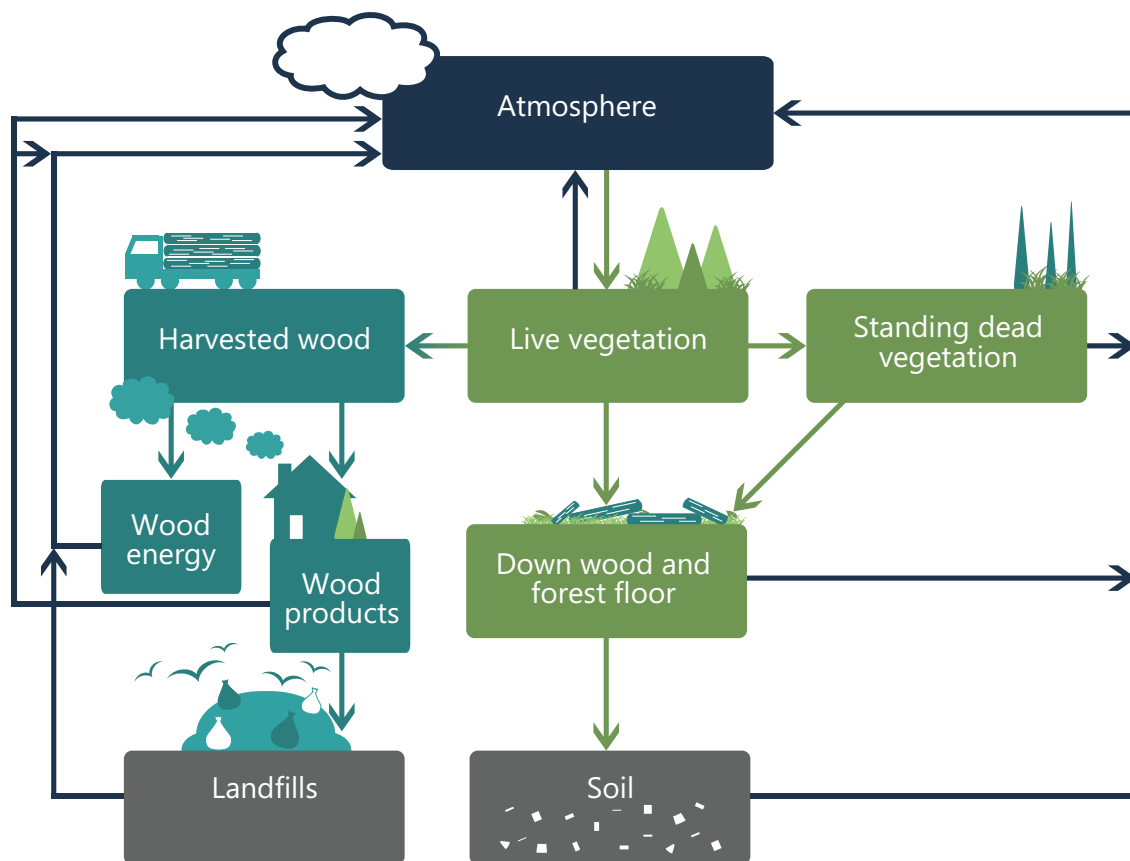 Atmosphere
Harvested wood
Live vegetation
Standing dead
vegetation
Wood
energy
Wood
products
Down wood and
forest floor
Landfills
Soil